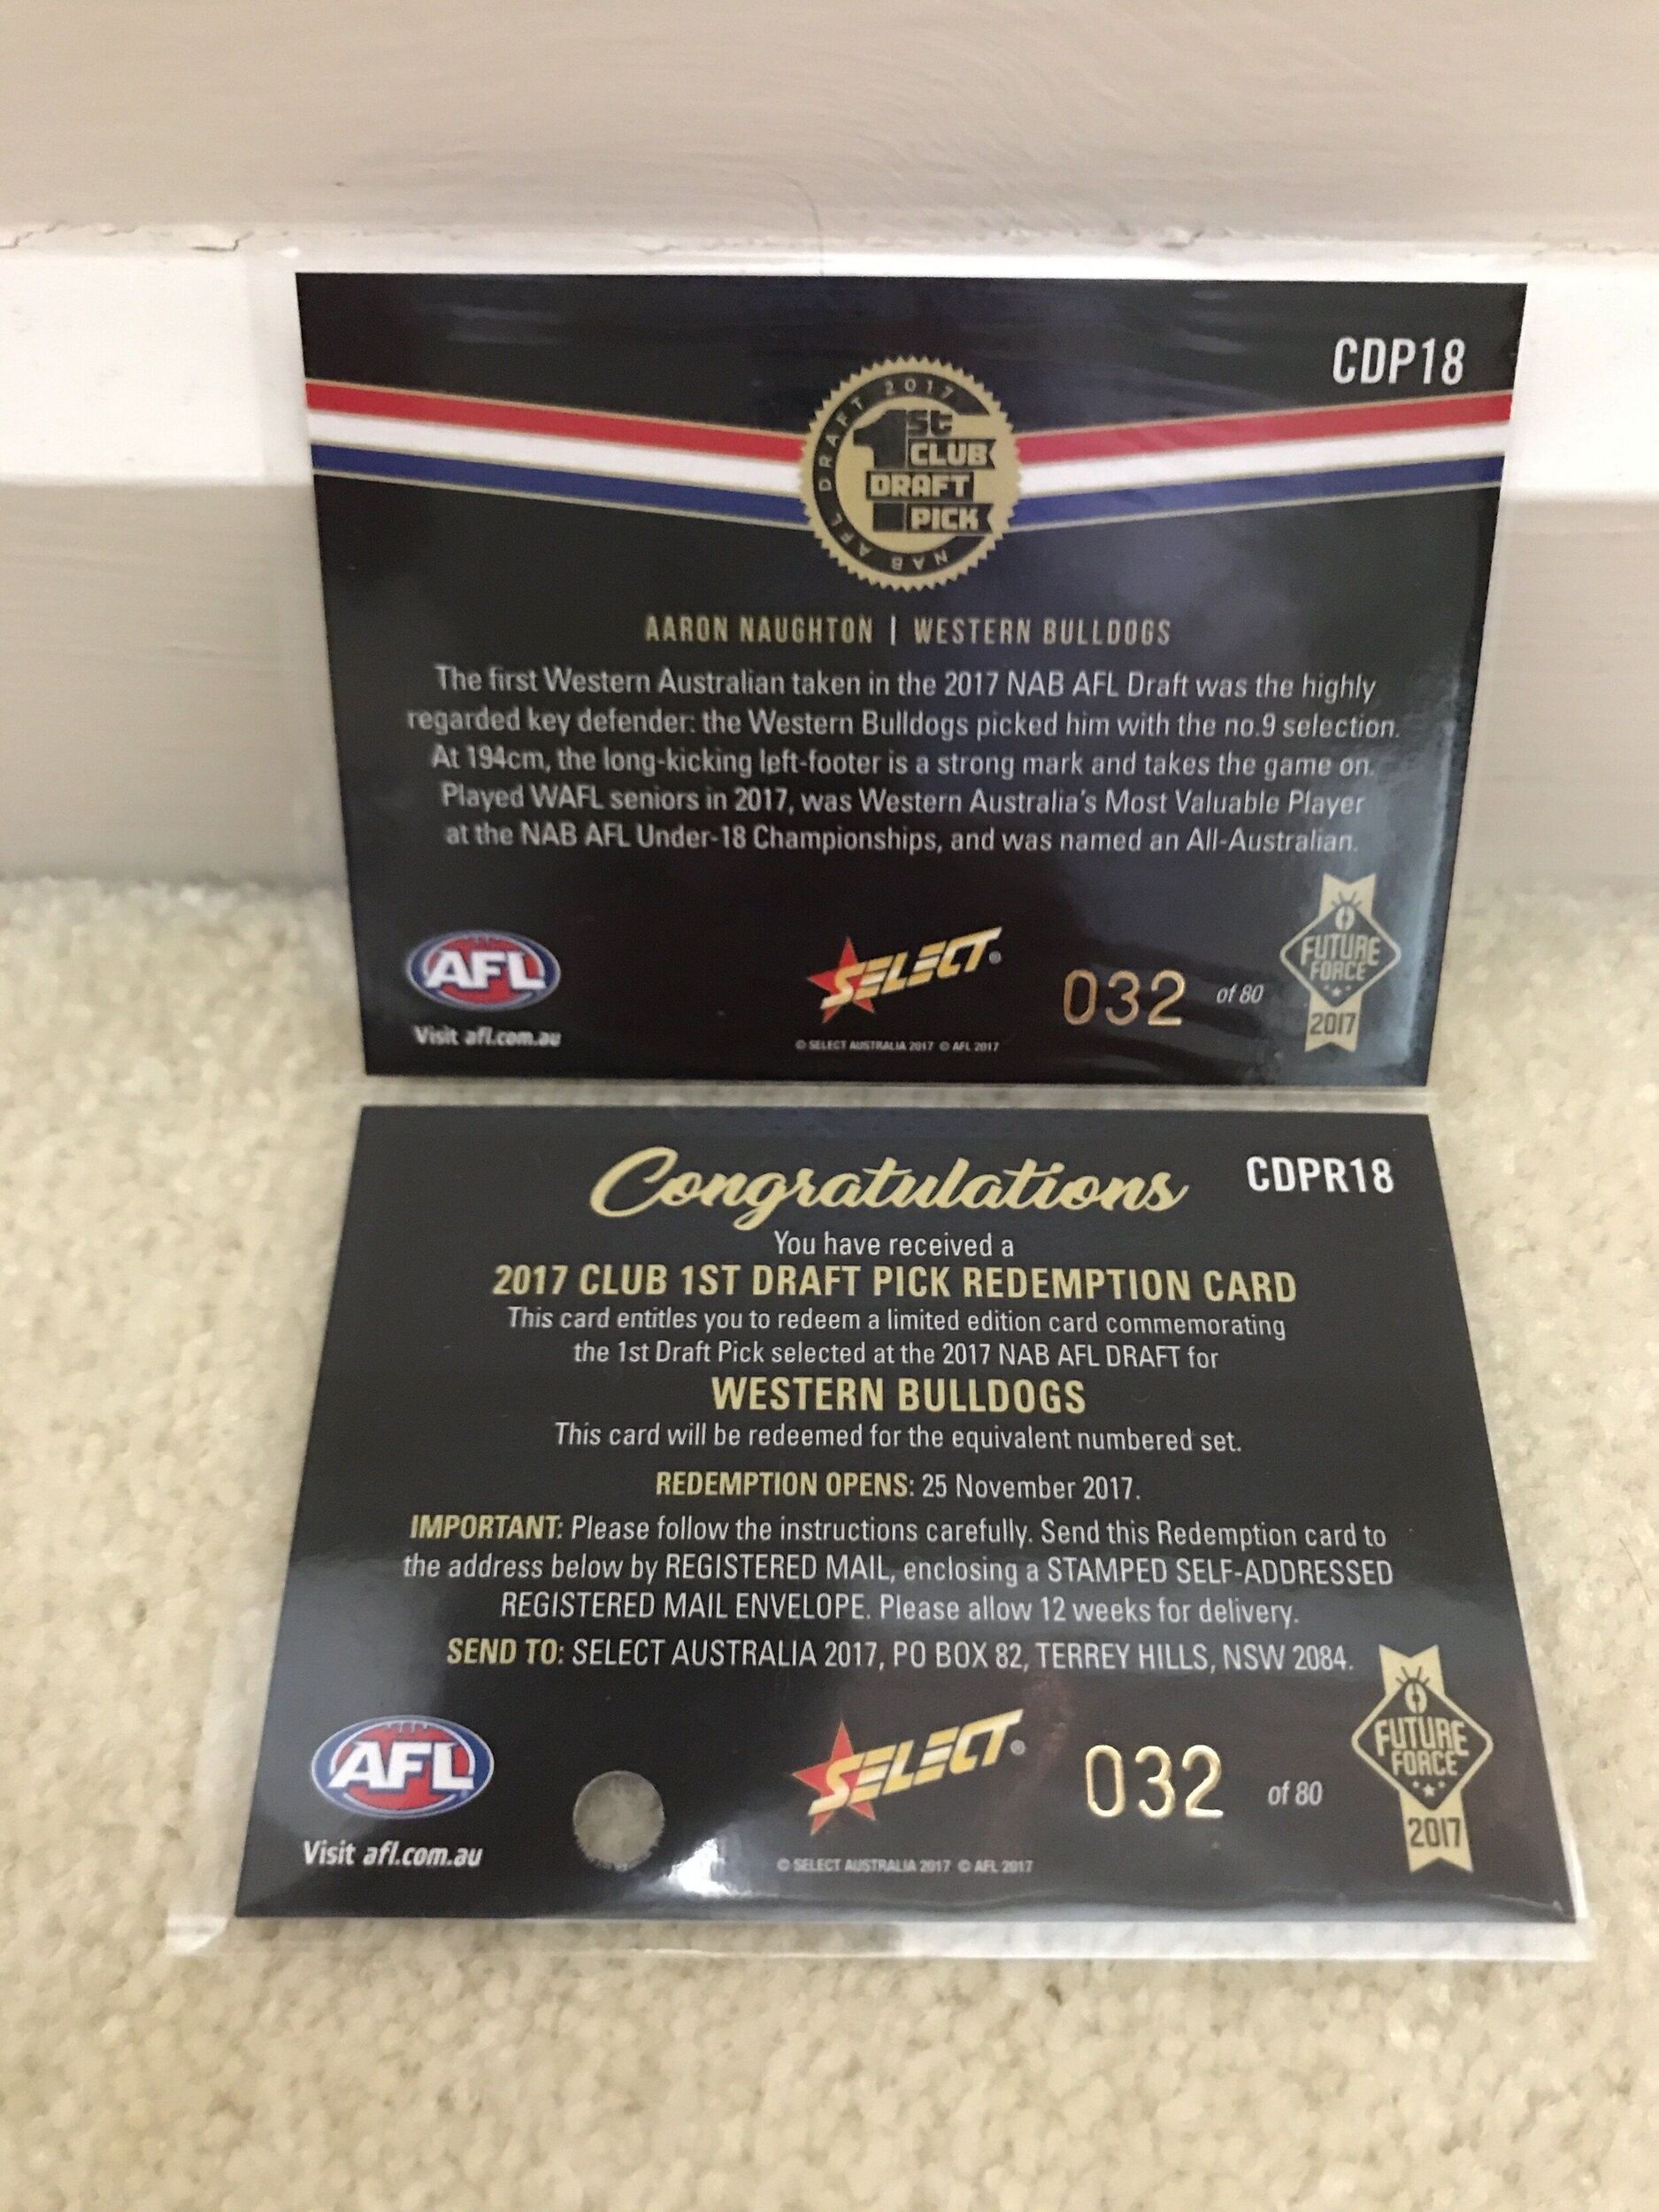 CDP18
NAB AFL DRAFT 2017
1st
CLUB
DRAFT
PICK
AARON NAUGHTON | WESTERN BULLDOGS
The first Western Australian taken in the 2017 NAB AFL Draft was the highly
regarded key defender: the Western Bulldogs picked him with the no.9 selection.
At 194cm, the long-kicking left-footer is a strong mark and takes the game on.
Played WAFL seniors in 2017, was Western Australia's Most Valuable Player
at the NAB AFL Under-18 Championships, and was named an All-Australian.
AFL
Visit afl.com.au
SELECT®
© SELECT AUSTRALIA 2017 © AFL 2017
032 of 80
FUTURE
FORCE
2017
Congratulations
CDPR18
You have received a
2017 CLUB 1ST DRAFT PICK REDEMPTION CARD
This card entitles you to redeem a limited edition card commemorating
the 1st Draft Pick selected at the 2017 NAB AFL DRAFT for
WESTERN BULLDOGS
This card will be redeemed for the equivalent numbered set.
REDEMPTION OPENS: 25 November 2017.
IMPORTANT: Please follow the instructions carefully. Send this Redemption card to
the address below by REGISTERED MAIL, enclosing a STAMPED SELF-ADDRESSED
REGISTERED MAIL ENVELOPE. Please allow 12 weeks for delivery.
SEND TO: SELECT AUSTRALIA 2017, PO BOX 82, TERREY HILLS, NSW 2084.
AFL
Visit afl.com.au
SELECT®
© SELECT AUSTRALIA 2017 © AFL 2017
032 of 80
FUTURE
FORCE
2017